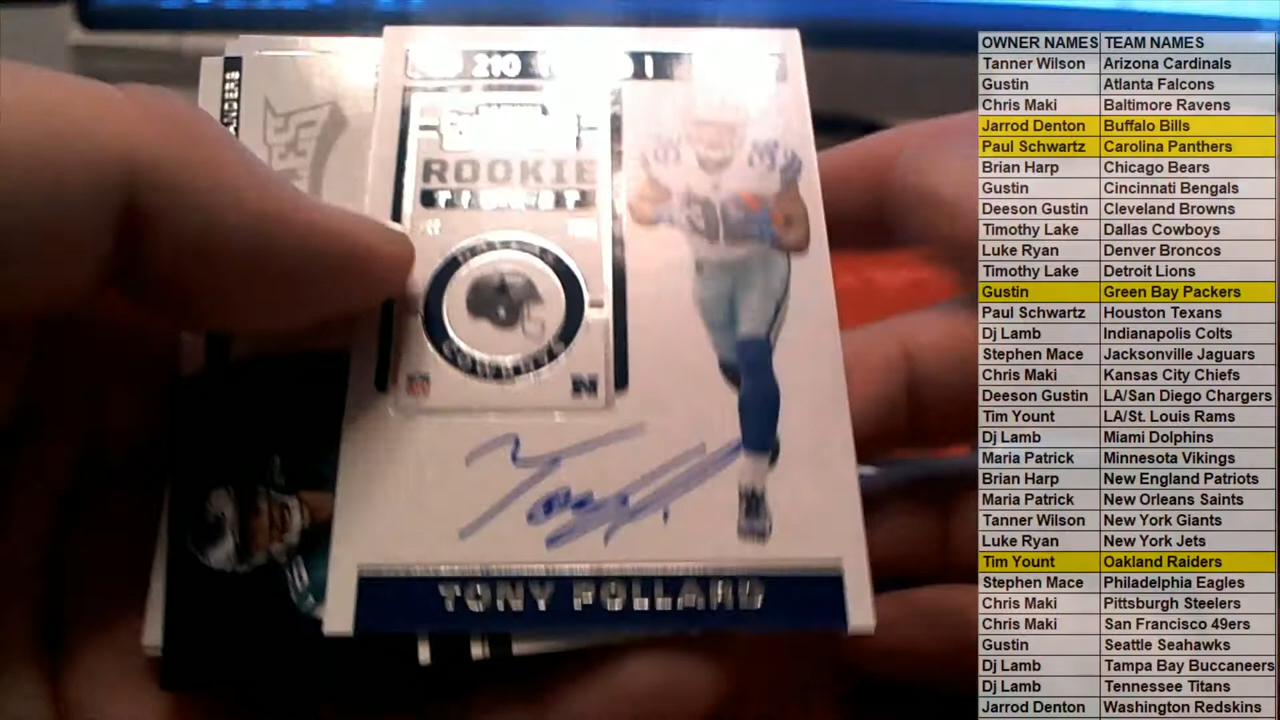 210
ROOKIE
TICKET
DALLAS
COWBOYS
TONY POLLARD
ANDERS
OWNER NAMES TEAM NAMES
Tanner Wilson Arizona Cardinals
Gustin Atlanta Falcons
Chris Maki Baltimore Ravens
Jarrod Denton Buffalo Bills
Paul Schwartz Carolina Panthers
Brian Harp Chicago Bears
Gustin Cincinnati Bengals
Deeson Gustin Cleveland Browns
Timothy Lake Dallas Cowboys
Luke Ryan Denver Broncos
Timothy Lake Detroit Lions
Gustin Green Bay Packers
Paul Schwartz Houston Texans
Dj Lamb Indianapolis Colts
Stephen Mace Jacksonville Jaguars
Chris Maki Kansas City Chiefs
Deeson Gustin LA/San Diego Chargers
Tim Yount LA/St. Louis Rams
Dj Lamb Miami Dolphins
Maria Patrick Minnesota Vikings
Brian Harp New England Patriots
Maria Patrick New Orleans Saints
Tanner Wilson New York Giants
Luke Ryan New York Jets
Tim Yount Oakland Raiders
Stephen Mace Philadelphia Eagles
Chris Maki Pittsburgh Steelers
Chris Maki San Francisco 49ers
Gustin Seattle Seahawks
Dj Lamb Tampa Bay Buccaneers
Dj Lamb Tennessee Titans
Jarrod Denton Washington Redskins